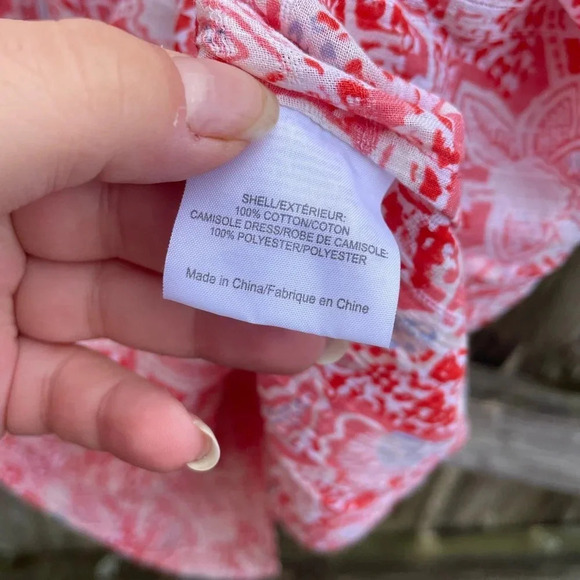 SHELL/EXTÉRIEUR:
100% COTTON/COTON
CAMISOLE DRESS/ROBE DE CAMISOLE:
100% POLYESTER/POLYESTER
Made in China/Fabrique en Chine